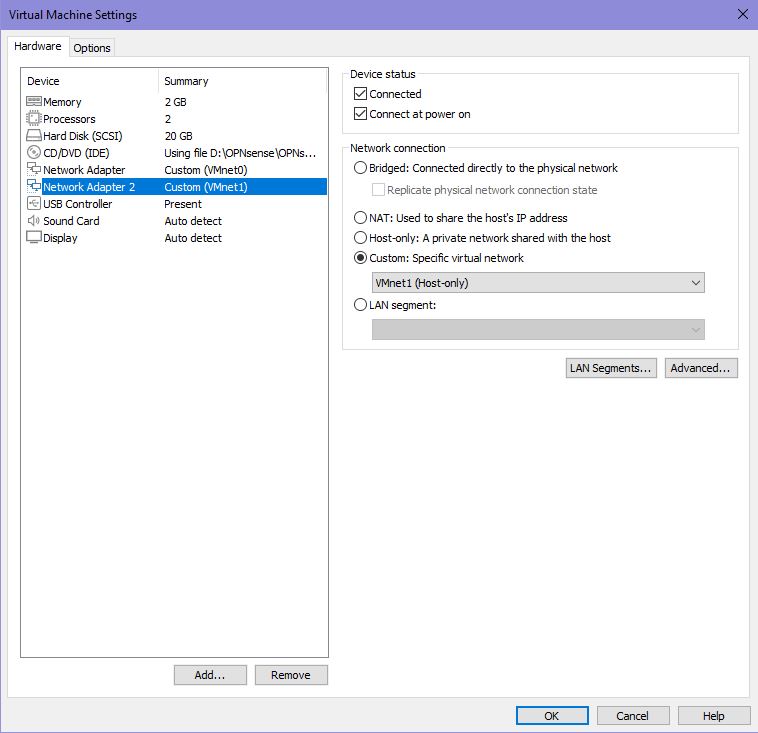 Virtual Machine Settings
Hardware
Options
Device Summary
Memory 2 GB
Processors 2
Hard Disk (SCSI) 20 GB
CD/DVD (IDE) Using file D:\OPNsense\OPNs...
Network Adapter Custom (VMnet0)
Network Adapter 2 Custom (VMnet1)
USB Controller Present
Sound Card Auto detect
Display Auto detect
Add...
Remove
Device status
Connected
Connect at power on
Network connection
Bridged: Connected directly to the physical network
Replicate physical network connection state
NAT: Used to share the host's IP address
Host-only: A private network shared with the host
Custom: Specific virtual network
VMnet1 (Host-only)
LAN segment:
LAN Segments...
Advanced...
OK
Cancel
Help